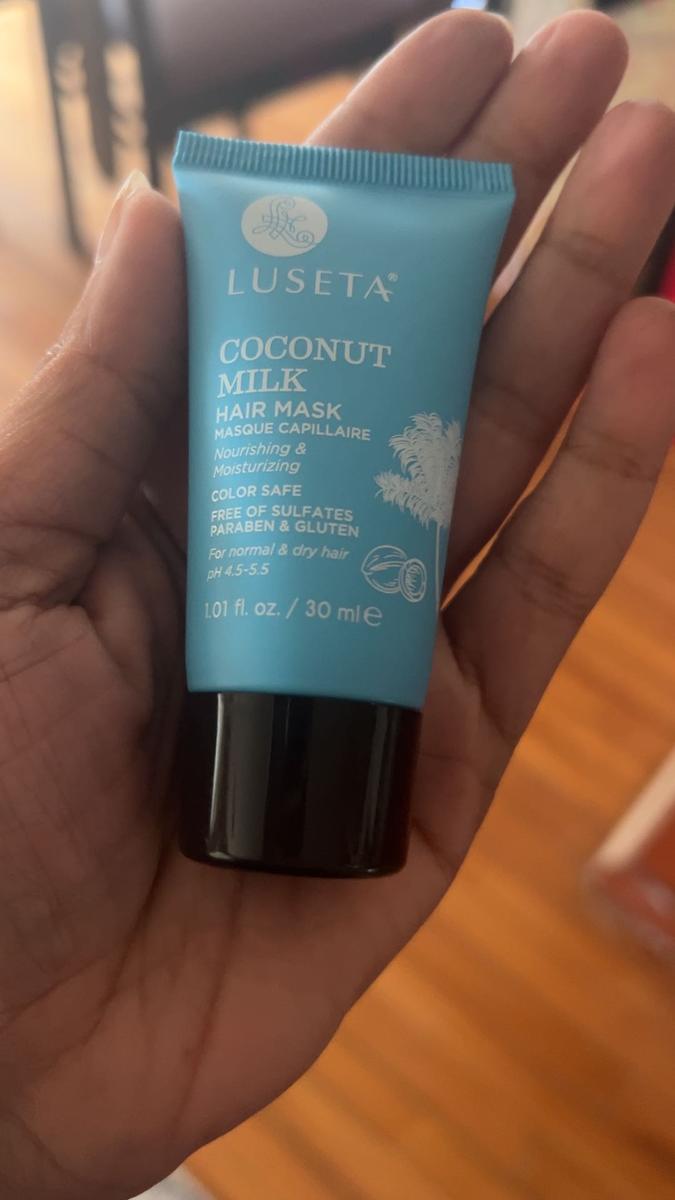 LUSETA®
COCONUT
MILK
HAIR MASK
MASQUE CAPILLAIRE
Nourishing &
Moisturizing
COLOR SAFE
FREE OF SULFATES
PARABEN & GLUTEN
For normal & dry hair
pH 4.5-5.5
1.01 fl. oz. / 30 ml ℮